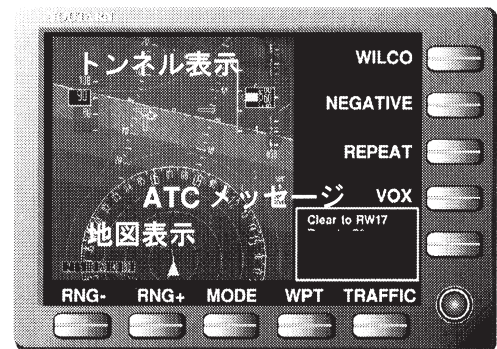 トンネル表示
WILCO
NEGATIVE
REPEAT
ATC メッセージ
VOX
Clear to RW17
地図表示
RNG-
RNG+
MODE
WPT
TRAFFIC